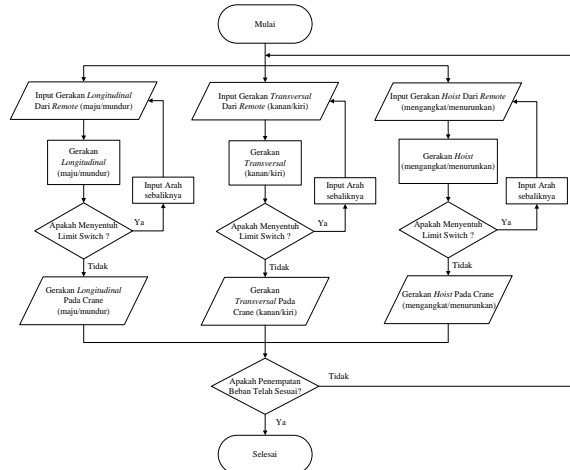 Mulai
Input Gerakan Longitudinal
Dari Remote (maju/mundur)
Input Gerakan Transversal
Dari Remote (kanan/kiri)
Input Gerakan Hoist Dari Remote
(mengangkat/menurunkan)
Gerakan
Longitudinal
(maju/mundur)
Input Arah
sebaliknya
Gerakan
Transversal
(kanan/kiri)
Input Arah
sebaliknya
Gerakan Hoist
(mengangkat/menurunkan)
Input Arah
sebaliknya
Apakah Menyentuh
Limit Switch ?
Ya
Apakah Menyentuh
Limit Switch ?
Ya
Apakah Menyentuh
Limit Switch ?
Ya
Tidak
Tidak
Tidak
Gerakan Longitudinal
Pada Crane
(maju/mundur)
Gerakan
Transversal Pada
Crane (kanan/kiri)
Gerakan Hoist Pada Crane
(mengangkat/menurunkan)
Apakah Penempatan
Beban Telah Sesuai?
Tidak
Ya
Selesai